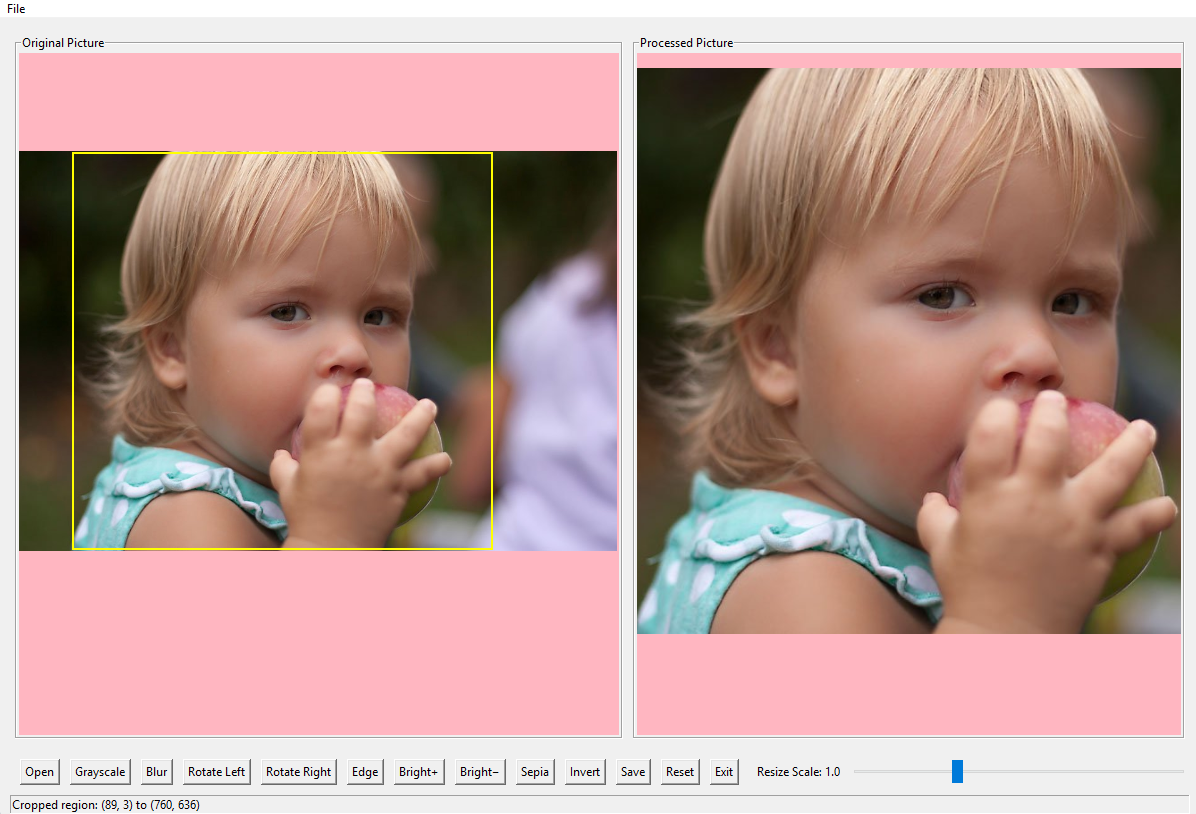 File
Original Picture
Processed Picture
Open Grayscale Blur Rotate Left Rotate Right Edge Bright+ Bright− Sepia Invert Save Reset Exit Resize Scale: 1.0
Cropped region: (89, 3) to (760, 636)